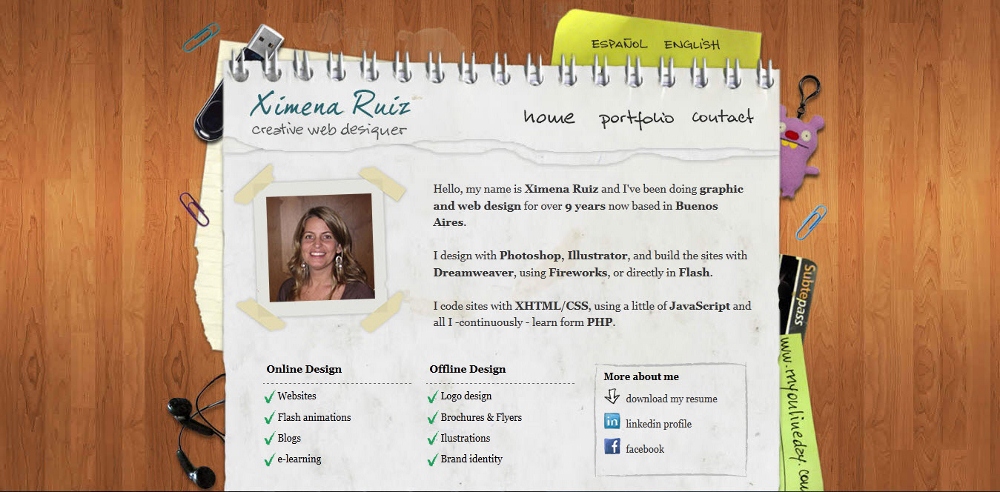 ESPAÑOL ENGLISH
Ximena Ruiz
creative web designer
home portfolio contact
Hello, my name is Ximena Ruiz and I've been doing graphic
and web design for over 9 years now based in Buenos
Aires.
I design with Photoshop, Illustrator, and build the sites with
Dreamweaver, using Fireworks, or directly in Flash.
I code sites with XHTML/CSS, using a little of JavaScript and
all I -continuously - learn form PHP.
Subtepass
www.myonlineday.com
Online Design
Websites
Flash animations
Blogs
e-learning
Offline Design
Logo design
Brochures & Flyers
Ilustrations
Brand identity
More about me
download my resume
in linkedin profile
f facebook